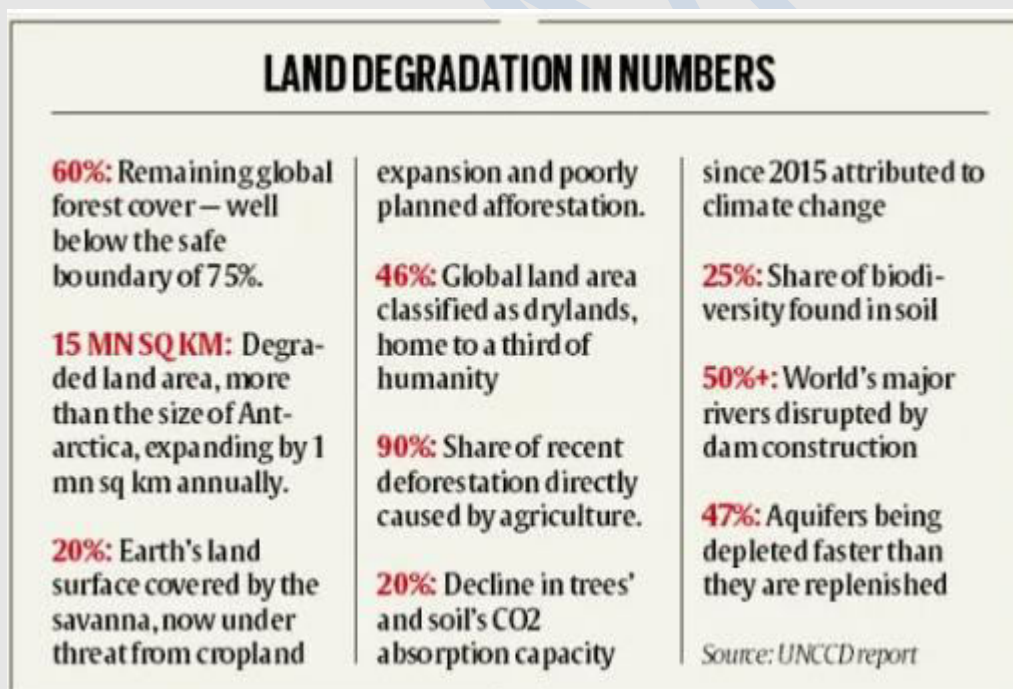 LAND DEGRADATION IN NUMBERS
60%: Remaining global
forest cover — well
below the safe
boundary of 75%.
15 MN SQ KM: Degra-
ded land area, more
than the size of Ant-
arctica, expanding by 1
mn sq km annually.
20%: Earth's land
surface covered by the
savanna, now under
threat from cropland
expansion and poorly
planned afforestation.
46%: Global land area
classified as drylands,
home to a third of
humanity
90%: Share of recent
deforestation directly
caused by agriculture.
20%: Decline in trees'
and soil's CO2
absorption capacity
since 2015 attributed to
climate change
25%: Share of biodi-
versity found in soil
50%+: World's major
rivers disrupted by
dam construction
47%: Aquifers being
depleted faster than
they are replenished
Source: UNCCD report